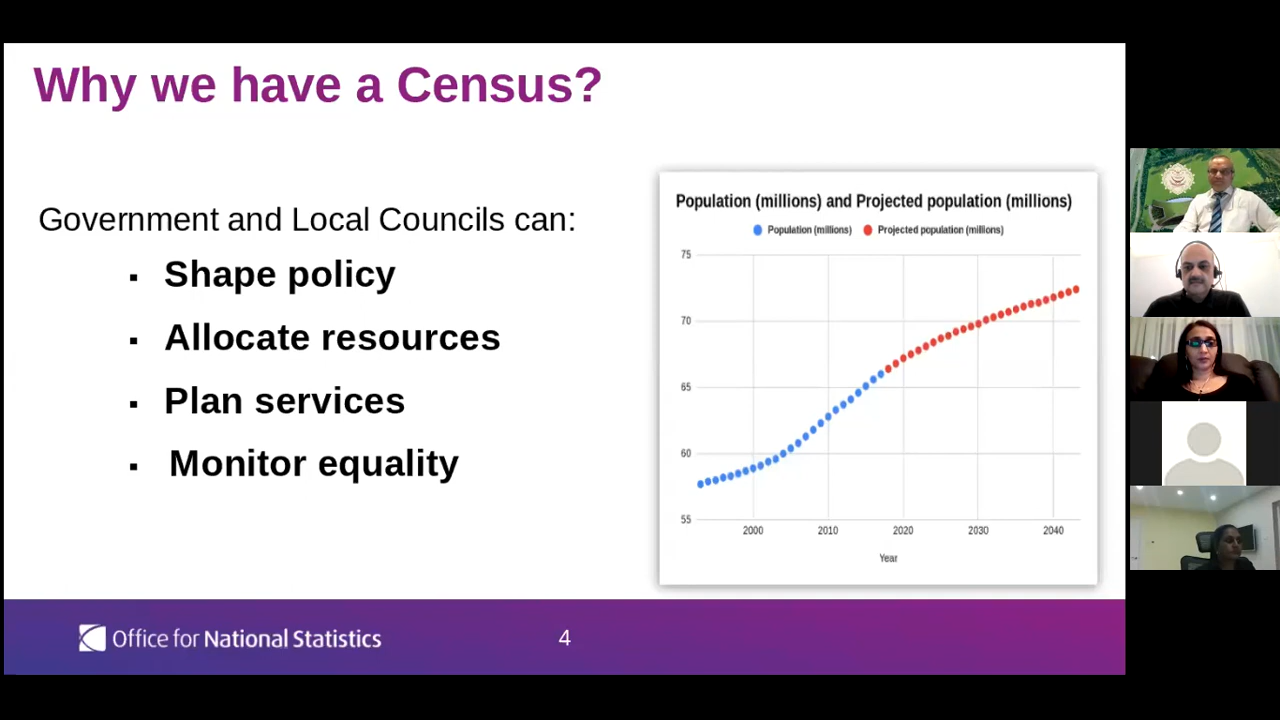 Why we have a Census?
Government and Local Councils can:
▪ Shape policy
▪ Allocate resources
▪ Plan services
▪ Monitor equality
Population (millions) and Projected population (millions)
Population (millions) Projected population (millions)
75
70
65
60
55
2000 2010 2020 2030 2040
Year
Office for National Statistics
4